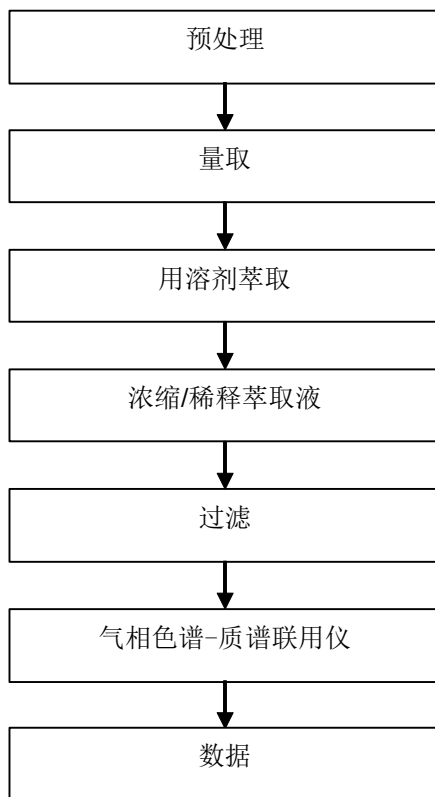 预处理
量取
用溶剂萃取
浓缩/稀释萃取液
过滤
气相色谱-质谱联用仪
数据